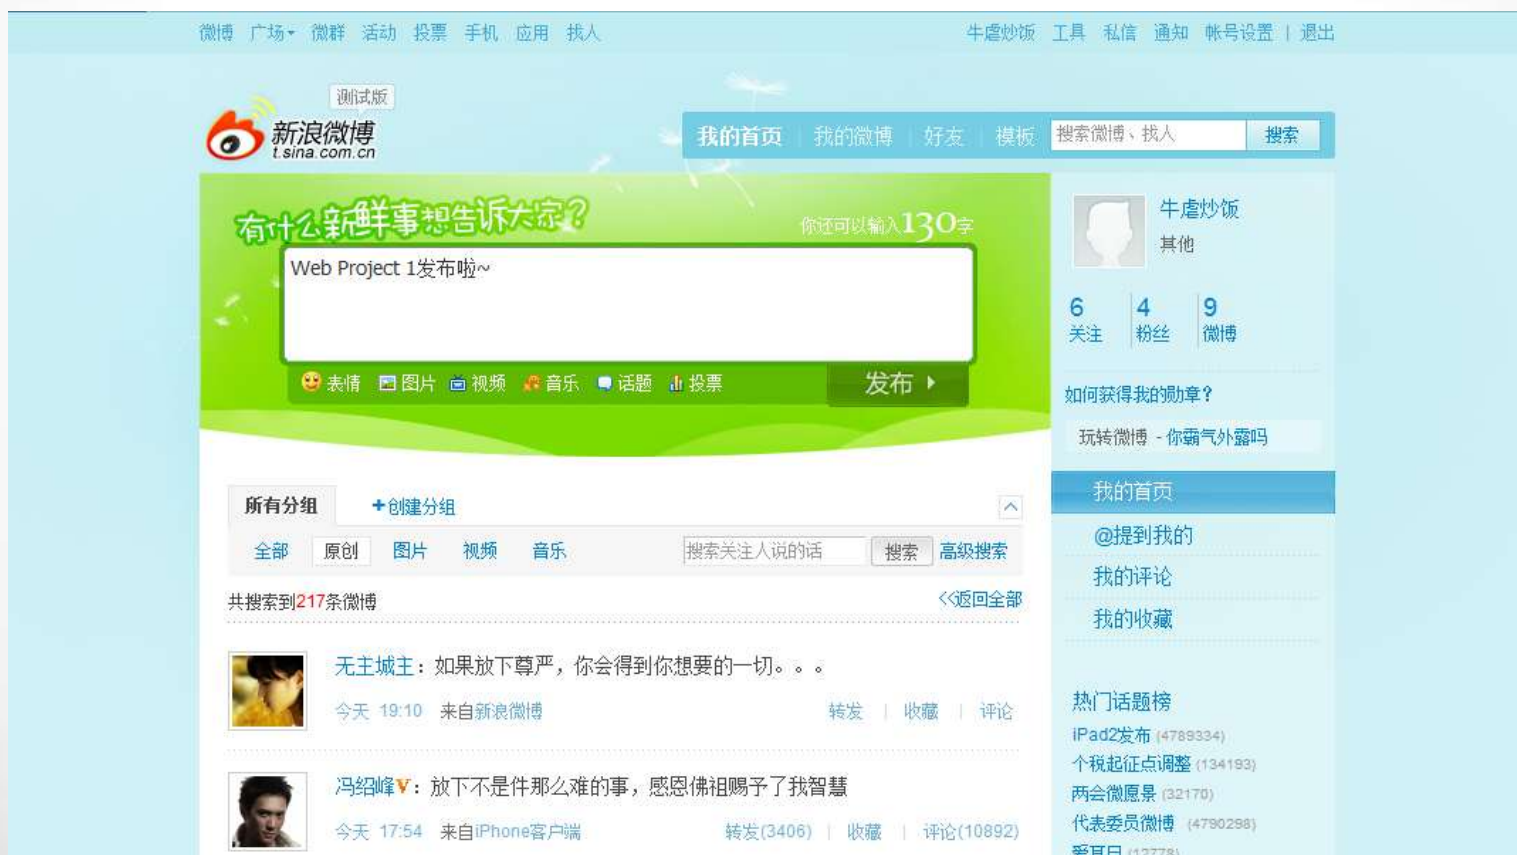 微博 广场 微群 活动 投票 手机 应用 找人 牛虐炒饭 工具 私信 通知 帐号设置 | 退出
测试版
新浪微博
t.sina.com.cn
我的首页 我的微博 好友 模板 搜索微博、找人 搜索
有什么新鲜事想告诉大家?
你还可以输入130字
Web Project 1发布啦~
表情 图片 视频 音乐 话题 投票 发布
牛虐炒饭
其他
6 4 9
关注 粉丝 微博
如何获得我的勋章?
玩转微博 - 你霸气外露吗
所有分组 +创建分组
全部 原创 图片 视频 音乐 搜索关注人说的话 搜索 高级搜索
共搜索到217条微博 <<返回全部
无主城主：如果放下尊严，你会得到你想要的一切。。。
今天 19:10 来自新浪微博 转发 | 收藏 | 评论
冯绍峰V：放下不是件那么难的事，感恩佛祖赐予了我智慧
今天 17:54 来自iPhone客户端 转发(3406) | 收藏 | 评论(10892)
我的首页
@提到我的
我的评论
我的收藏
热门话题榜
iPad2发布 (4789334)
个税起征点调整 (134193)
两会微愿景 (32170)
代表委员微博 (4790298)
爱耳日 (12778)